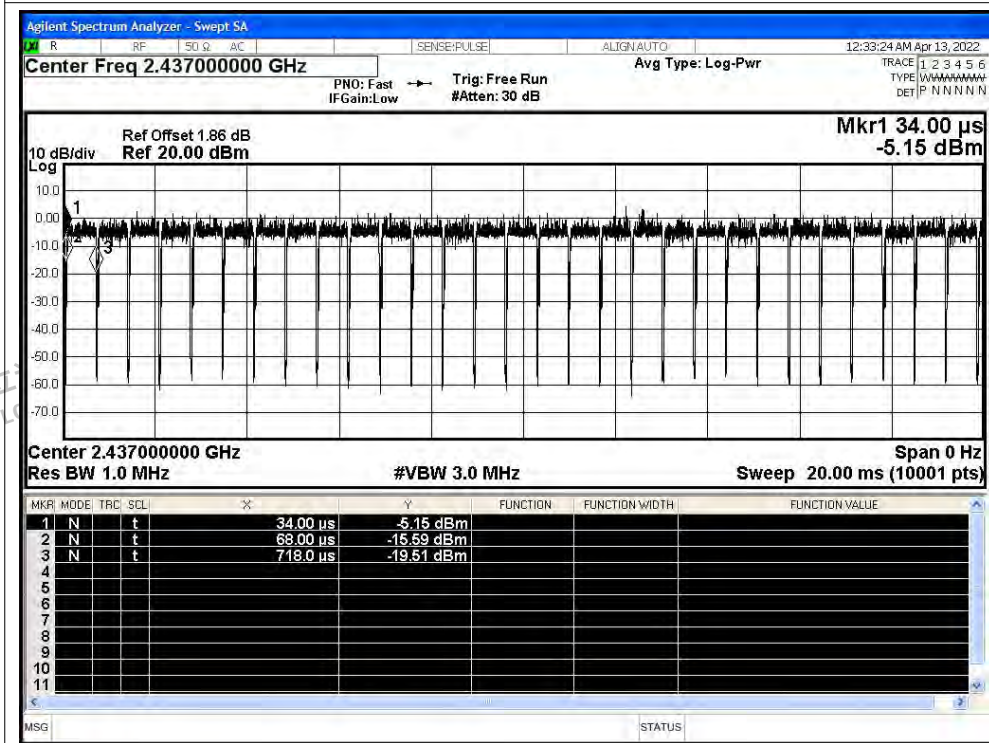 Agilent Spectrum Analyzer - Swept SA
R RF 50 Ω AC SENSE:PULSE ALIGN AUTO 12:33:24 AM Apr 13, 2022
Center Freq 2.437000000 GHz Avg Type: Log-Pwr TRACE 1 2 3 4 5 6
PNO: Fast Trig: Free Run TYPE WWWWWW
IFGain:Low #Atten: 30 dB DET P N N N N N
Mkr1 34.00 µs
Ref Offset 1.86 dB
10 dB/div Ref 20.00 dBm -5.15 dBm
Log
10.0
0.00
-10.0
-20.0
-30.0
-40.0
-50.0
-60.0
-70.0
1
2
3
Center 2.437000000 GHz Span 0 Hz
Res BW 1.0 MHz #VBW 3.0 MHz Sweep 20.00 ms (10001 pts)
MKR MODE TRC SCL X Y FUNCTION FUNCTION WIDTH FUNCTION VALUE
1 N t 34.00 µs -5.15 dBm
2 N t 68.00 µs -15.59 dBm
3 N t 718.0 µs -19.51 dBm
4
5
6
7
8
9
10
11
MSG STATUS